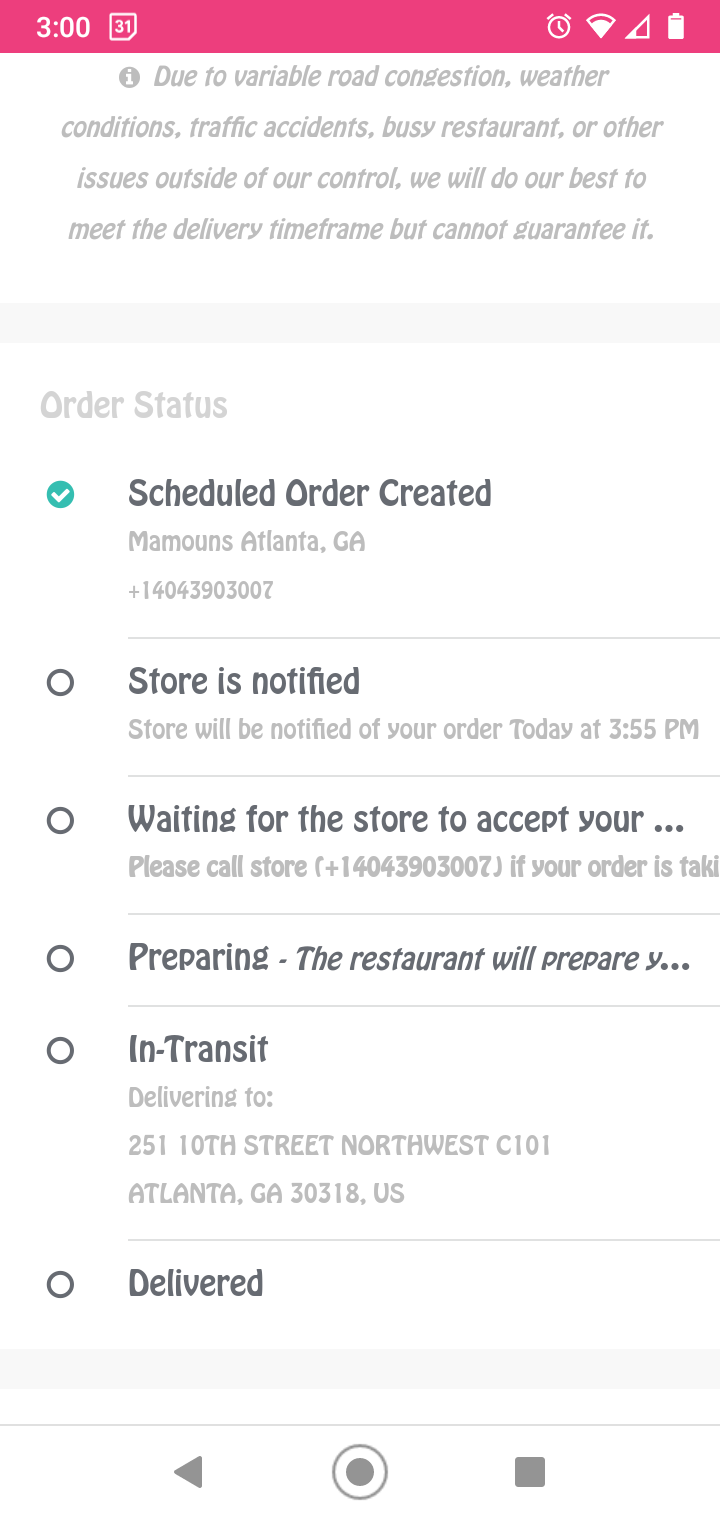 3:00 31
Due to variable road congestion, weather
conditions, traffic accidents, busy restaurant, or other
issues outside of our control, we will do our best to
meet the delivery timeframe but cannot guarantee it.
Order Status
Scheduled Order Created
Mamouns Atlanta, GA
+14043903007
Store is notified
Store will be notified of your order Today at 3:55 PM
Waiting for the store to accept your ...
Please call store (+14043903007) if your order is taki
Preparing - The restaurant will prepare y...
In-Transit
Delivering to:
251 10TH STREET NORTHWEST C101
ATLANTA, GA 30318, US
Delivered